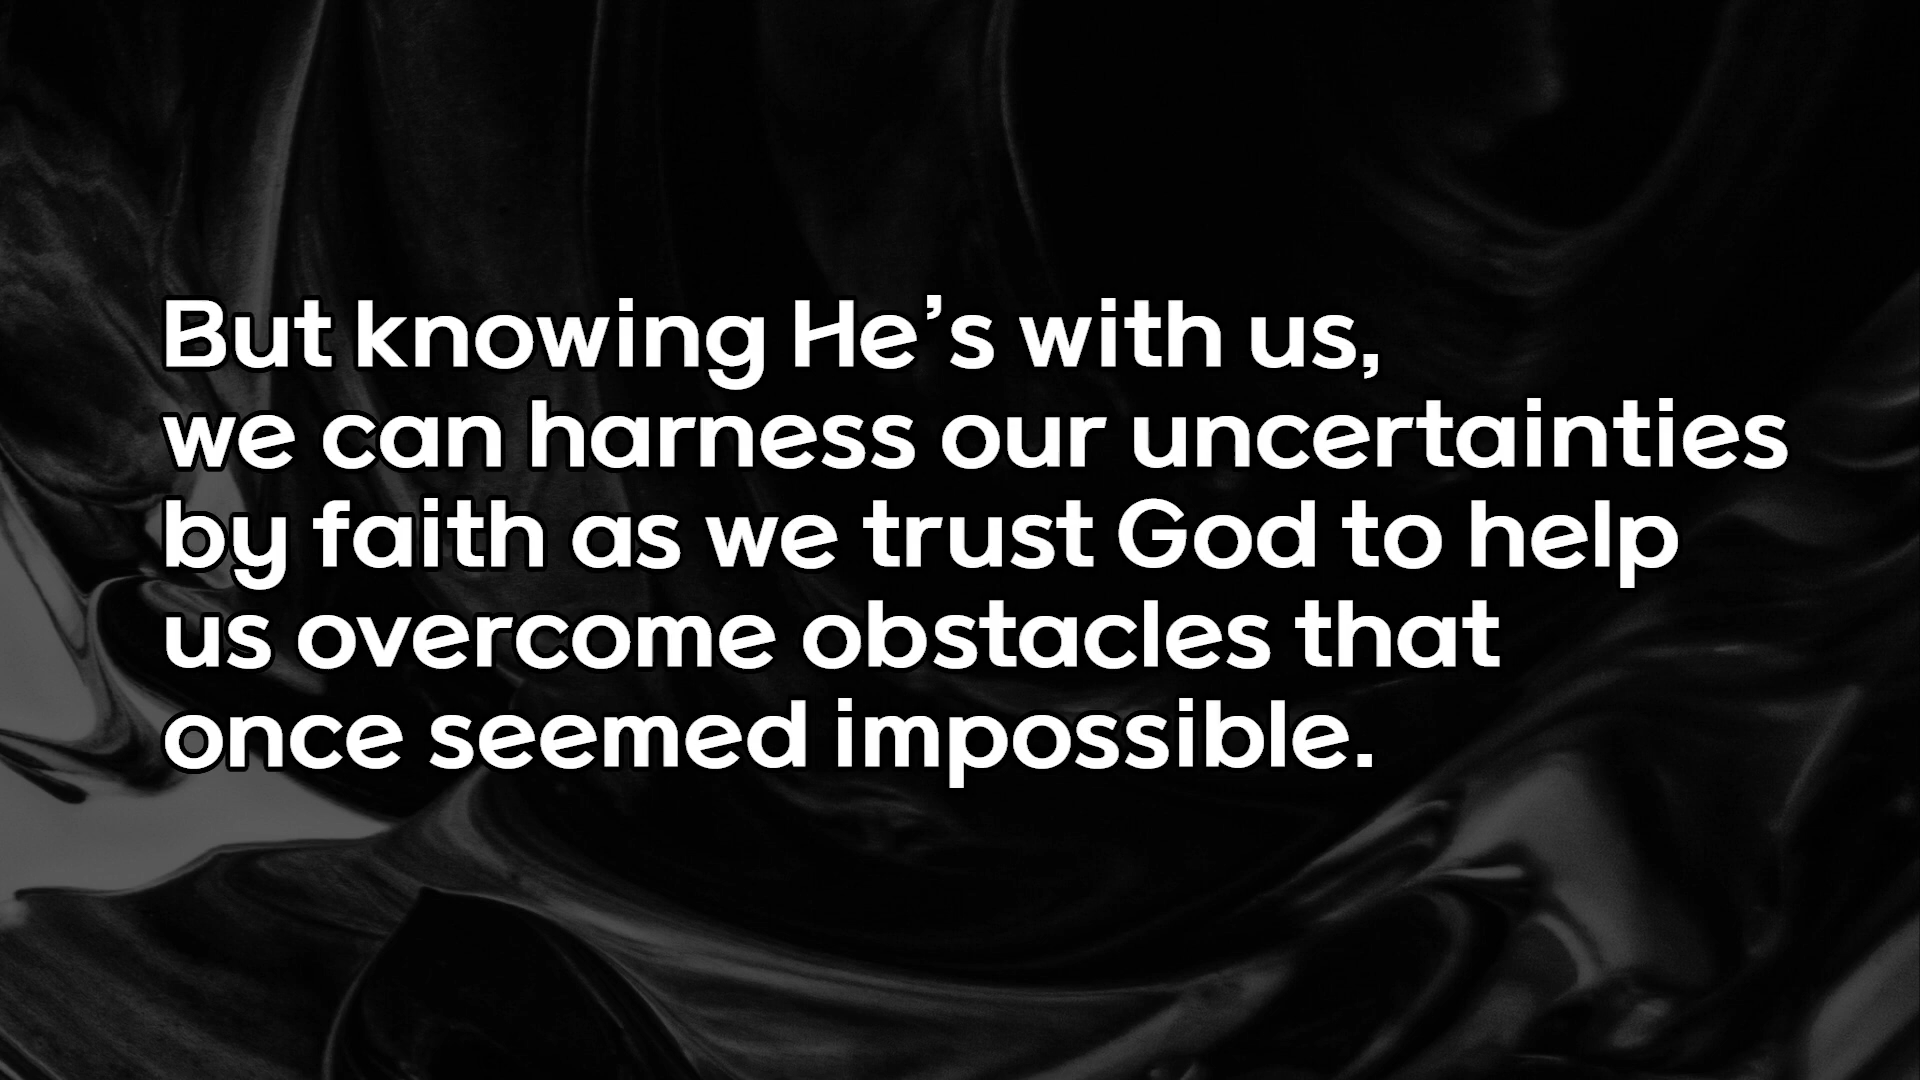 But knowing He’s with us,
we can harness our uncertainties
by faith as we trust God to help
us overcome obstacles that
once seemed impossible.